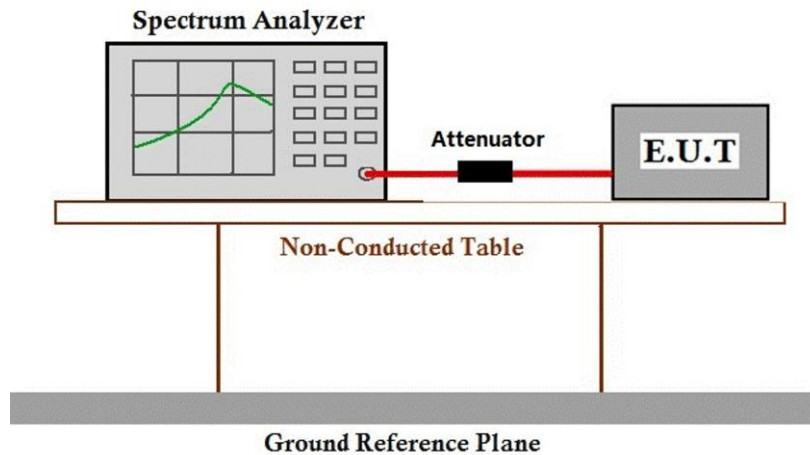 Spectrum Analyzer
Attenuator
E.U.T
Non-Conducted Table
Ground Reference Plane